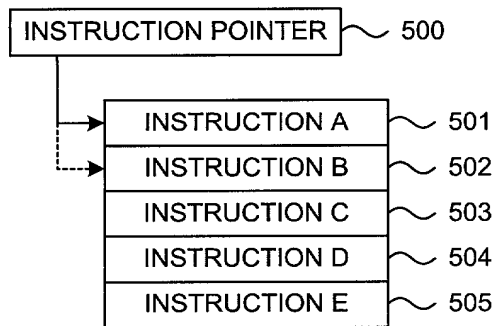 INSTRUCTION POINTER 500
INSTRUCTION A 501
INSTRUCTION B 502
INSTRUCTION C 503
INSTRUCTION D 504
INSTRUCTION E 505